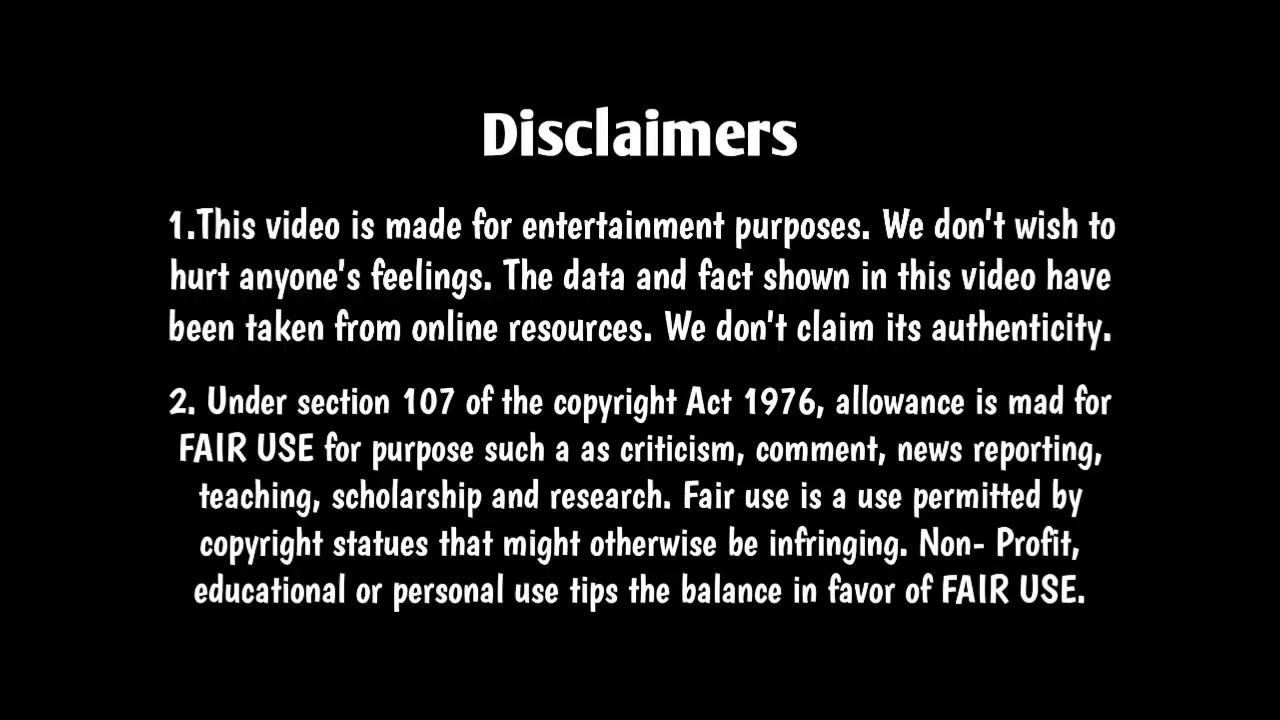 Disclaimers
1.This video is made for entertainment purposes. We don't wish to
hurt anyone's feelings. The data and fact shown in this video have
been taken from online resources. We don't claim its authenticity.
2. Under section 107 of the copyright Act 1976, allowance is mad for
FAIR USE for purpose such a as criticism, comment, news reporting,
teaching, scholarship and research. Fair use is a use permitted by
copyright statues that might otherwise be infringing. Non- Profit,
educational or personal use tips the balance in favor of FAIR USE.